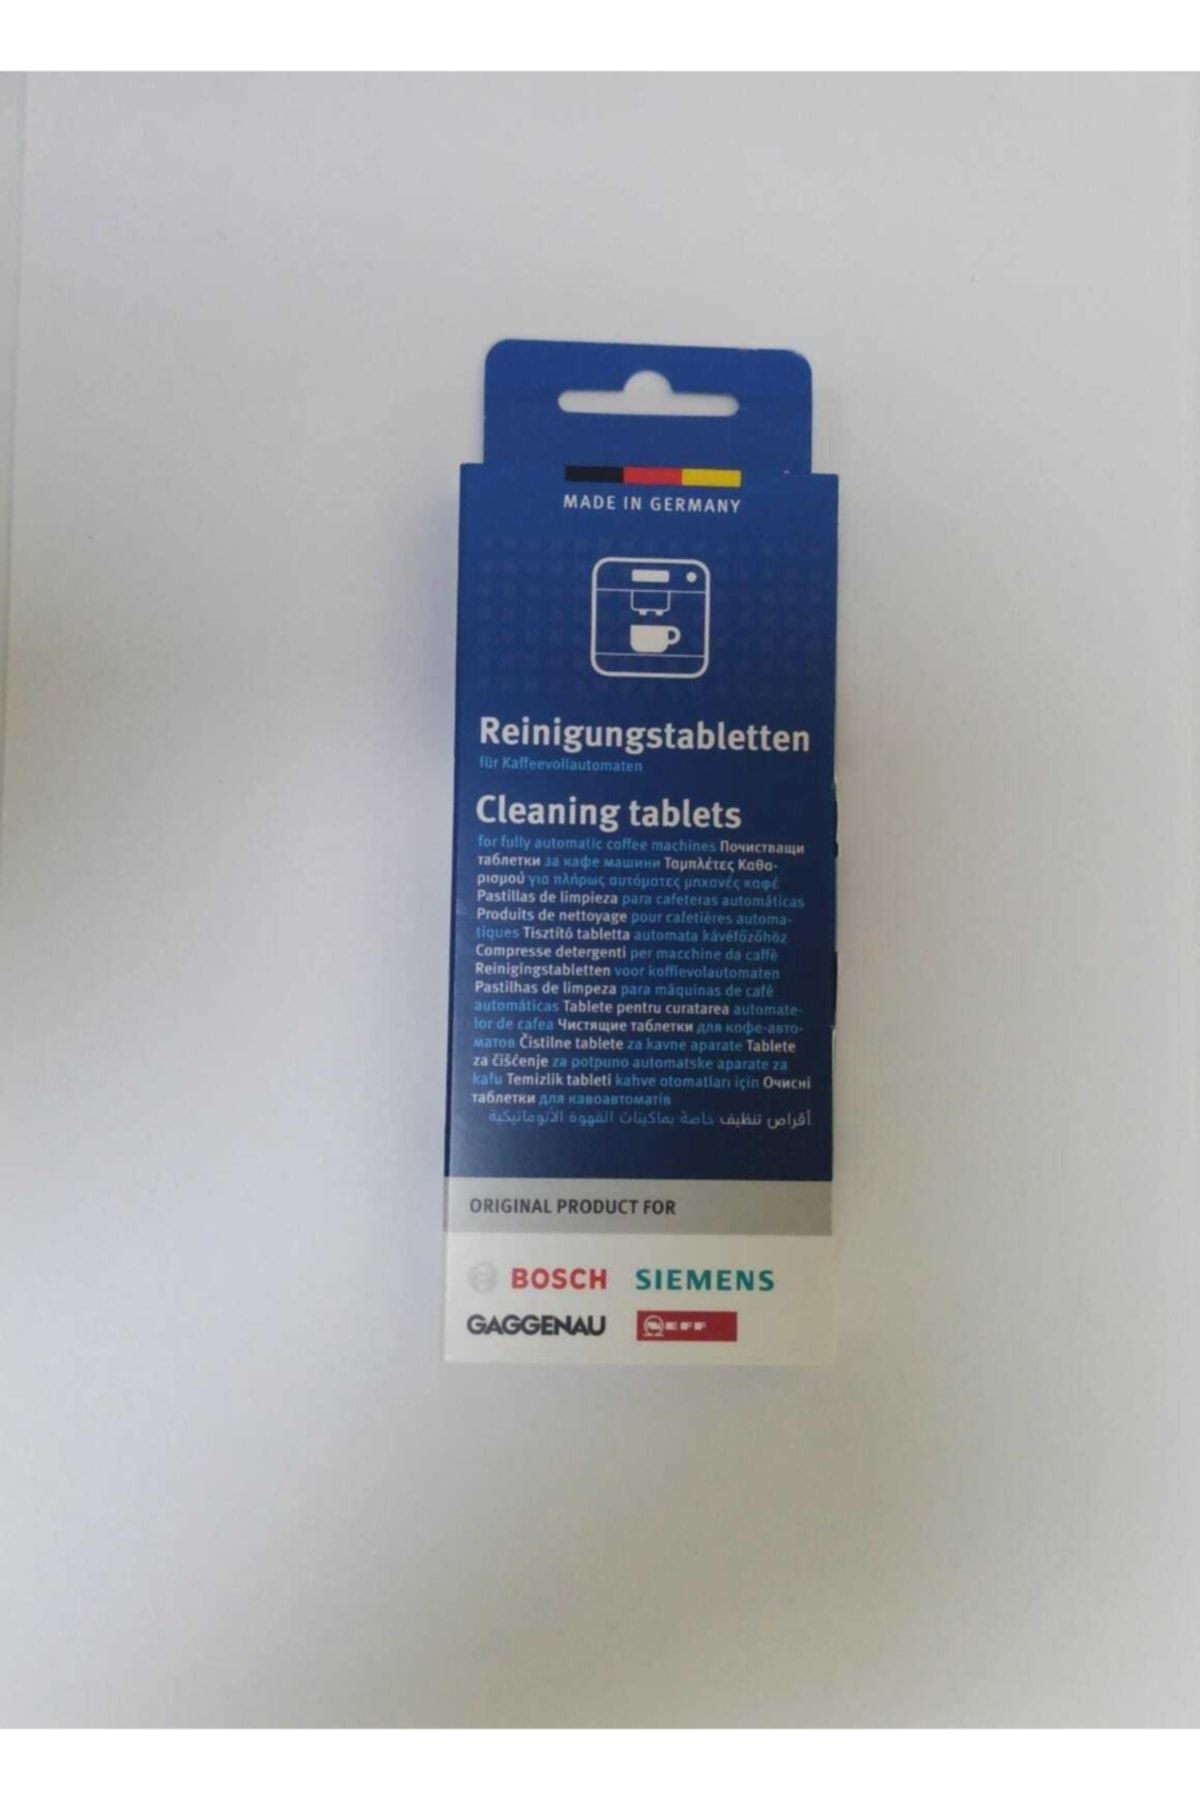 MADE IN GERMANY
Reinigungstabletten
für Kaffeevollautomaten
Cleaning tablets
for fully automatic coffee machines Почистващи
таблетки за кафе машини Ταμπλέτες Καθα-
ρισμού για πλήρως αυτόματες μηχανές καφέ
Pastillas de limpieza para cafeteras automáticas
Produits de nettoyage pour cafetières automa-
tiques Tisztító tabletta automata kávéfőzőhöz
Compresse detergenti per macchine da caffè
Reinigingstabletten voor koffievolautomaten
Pastilhas de limpeza para máquinas de café
automáticas Tablete pentru curatarea automate-
lor de cafea Чистящие таблетки для кофе-авто-
матов Čistilne tablete za kavne aparate Tablete
za čišćenje za potpuno automatske aparate za
kafu Temizlik tableti kahve otomatları için Очисні
таблетки для кавоавтоматів
أقراص تنظيف خاصة بماكينات القهوة الاتوماتيكية
ORIGINAL PRODUCT FOR
BOSCH SIEMENS
GAGGENAU NEFF